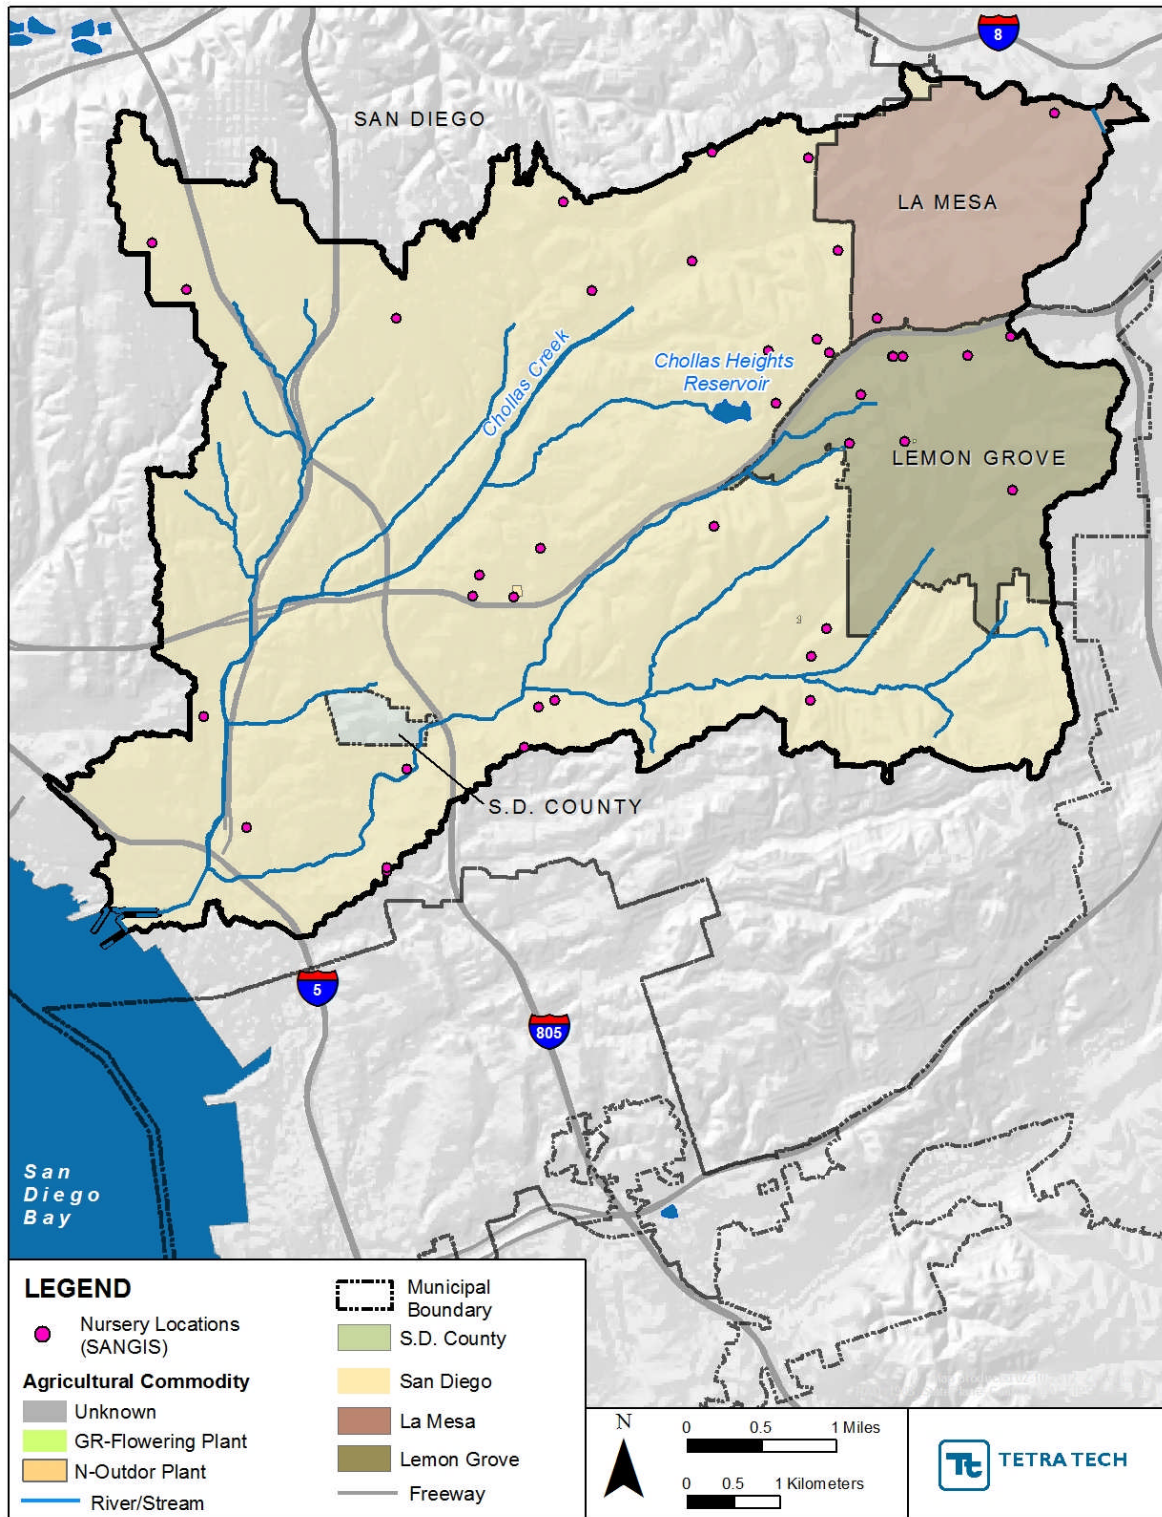 8
SAN DIEGO
LA MESA
Chollas Creek
Chollas Heights
Reservoir
LEMON GROVE
S.D. COUNTY
5
805
San
Diego
Bay
LEGEND
Nursery Locations
(SANGIS)
Agricultural Commodity
Unknown
GR-Flowering Plant
N-Outdor Plant
River/Stream
Municipal
Boundary
S.D. County
San Diego
La Mesa
Lemon Grove
Freeway
N
0 0.5 1 Miles
0 0.5 1 Kilometers
Tt
TETRA TECH